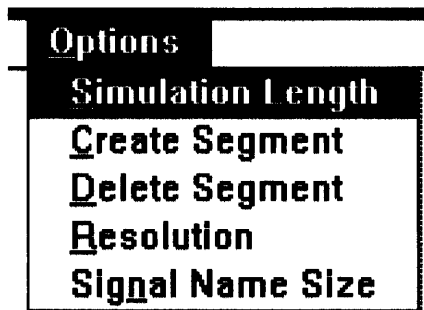 Options
Simulation Length
Create Segment
Delete Segment
Resolution
Signal Name Size